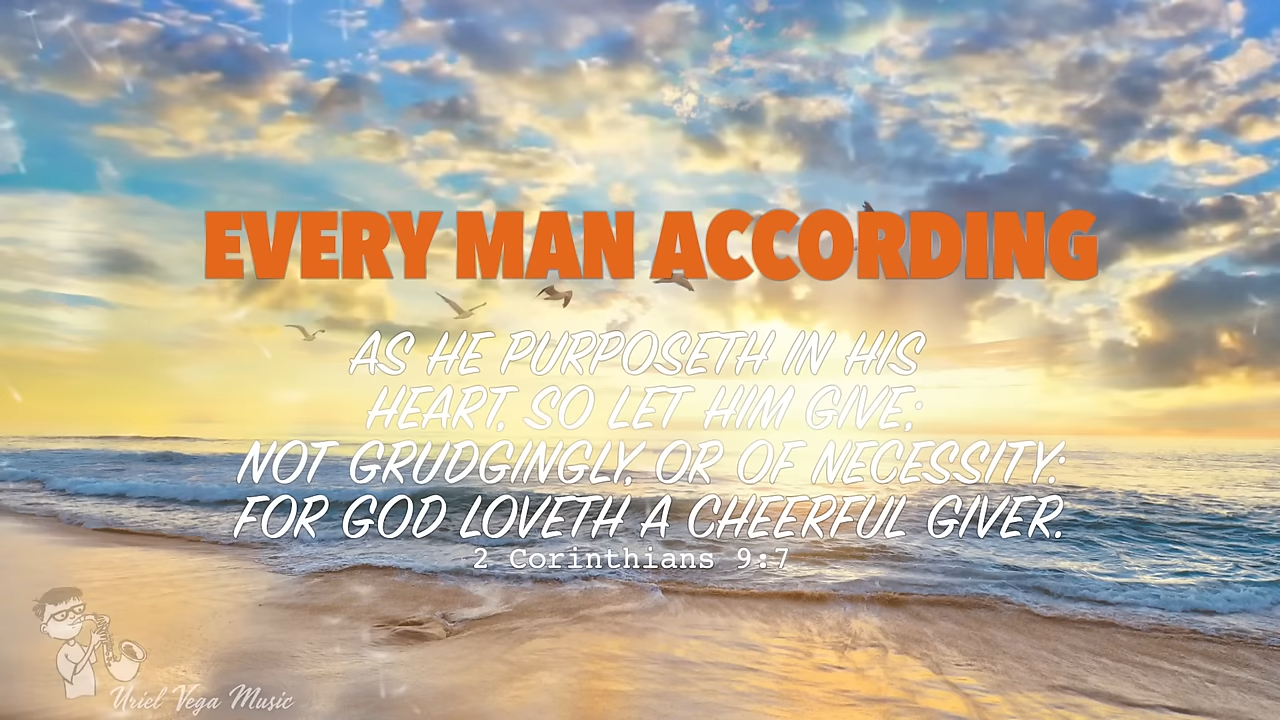 EVERY MAN ACCORDING
AS HE PURPOSETH IN HIS
HEART, SO LET HIM GIVE;
NOT GRUDGINGLY, OR OF NECESSITY:
FOR GOD LOVETH A CHEERFUL GIVER.
2 Corinthians 9:7
Uriel Vega Music